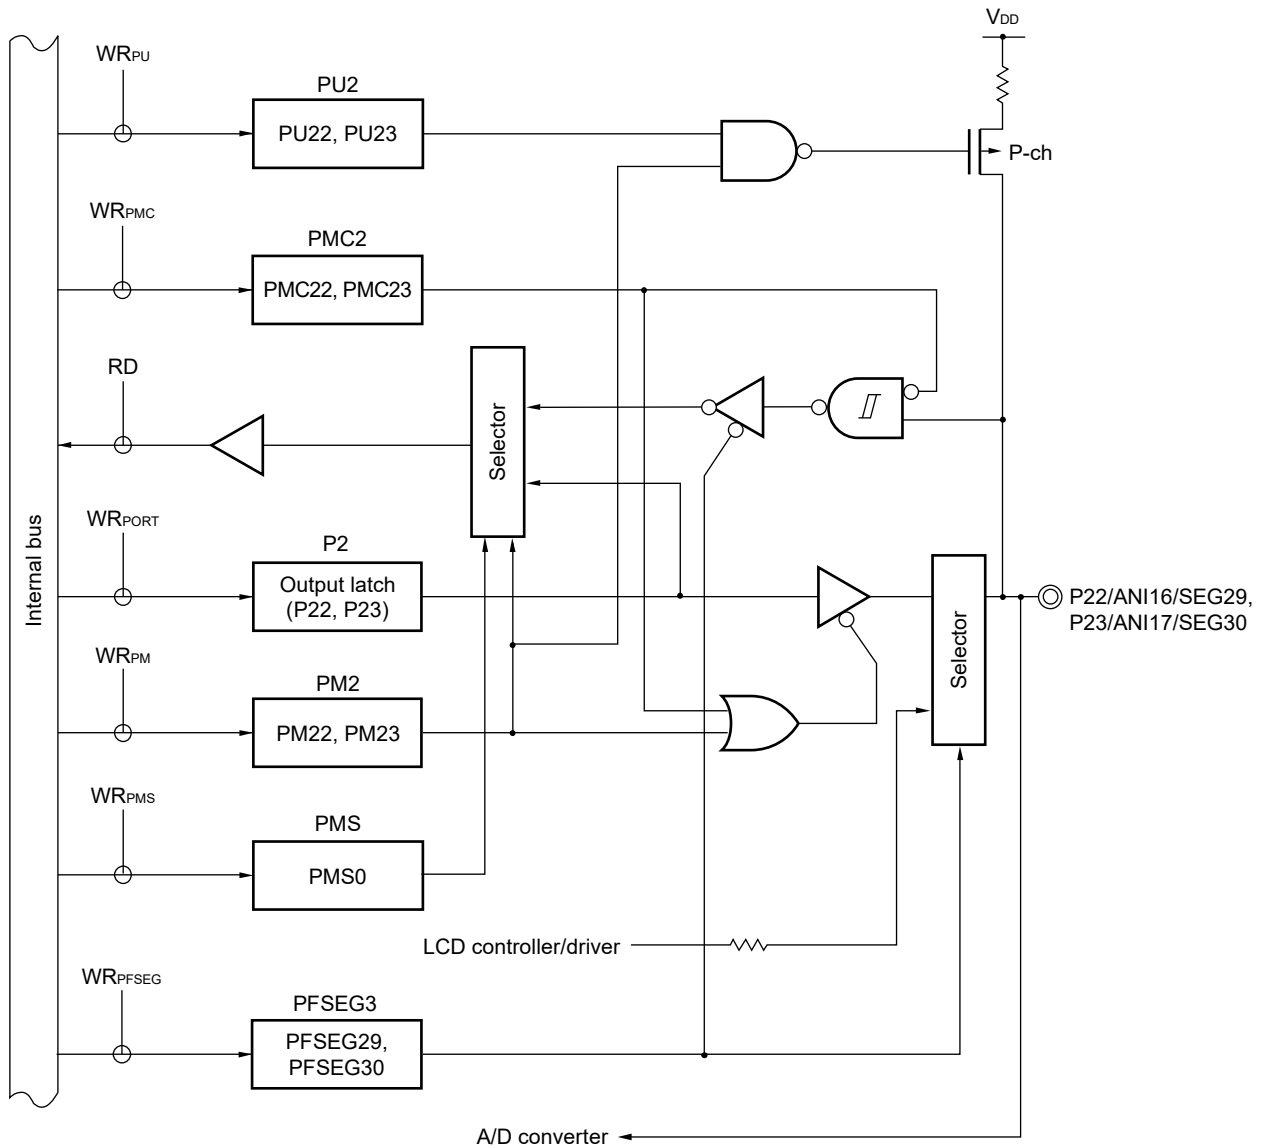 VDD
WRPU
PU2
PU22, PU23
P-ch
WRPMC
PMC2
PMC22, PMC23
RD
Selector
WRPORT
P2
Output latch
(P22, P23)
Internal bus
Selector
P22/ANI16/SEG29,
P23/ANI17/SEG30
WRPM
PM2
PM22, PM23
WRPMS
PMS
PMS0
LCD controller/driver
WRPFSEG
PFSEG3
PFSEG29,
PFSEG30
A/D converter